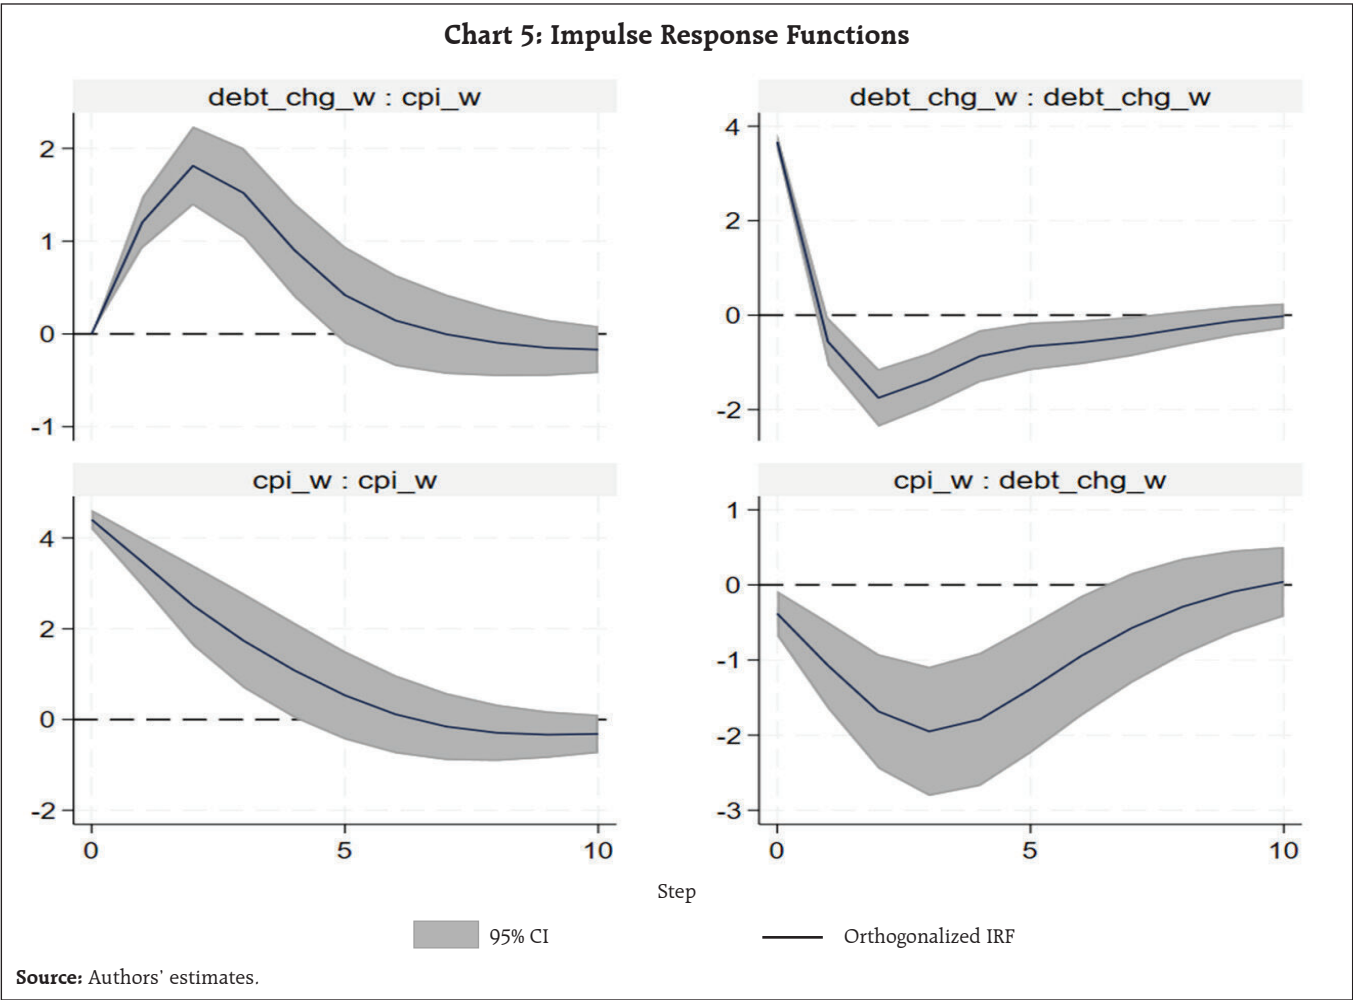 Chart 5: Impulse Response Functions
debt_chg_w : cpi_w
2
1
0
-1
debt_chg_w : debt_chg_w
4
2
0
-2
cpi_w : cpi_w
4
2
0
-2
0 5 10
cpi_w : debt_chg_w
1
0
-1
-2
-3
0 5 10
Step
95% CI
Orthogonalized IRF
Source: Authors' estimates.